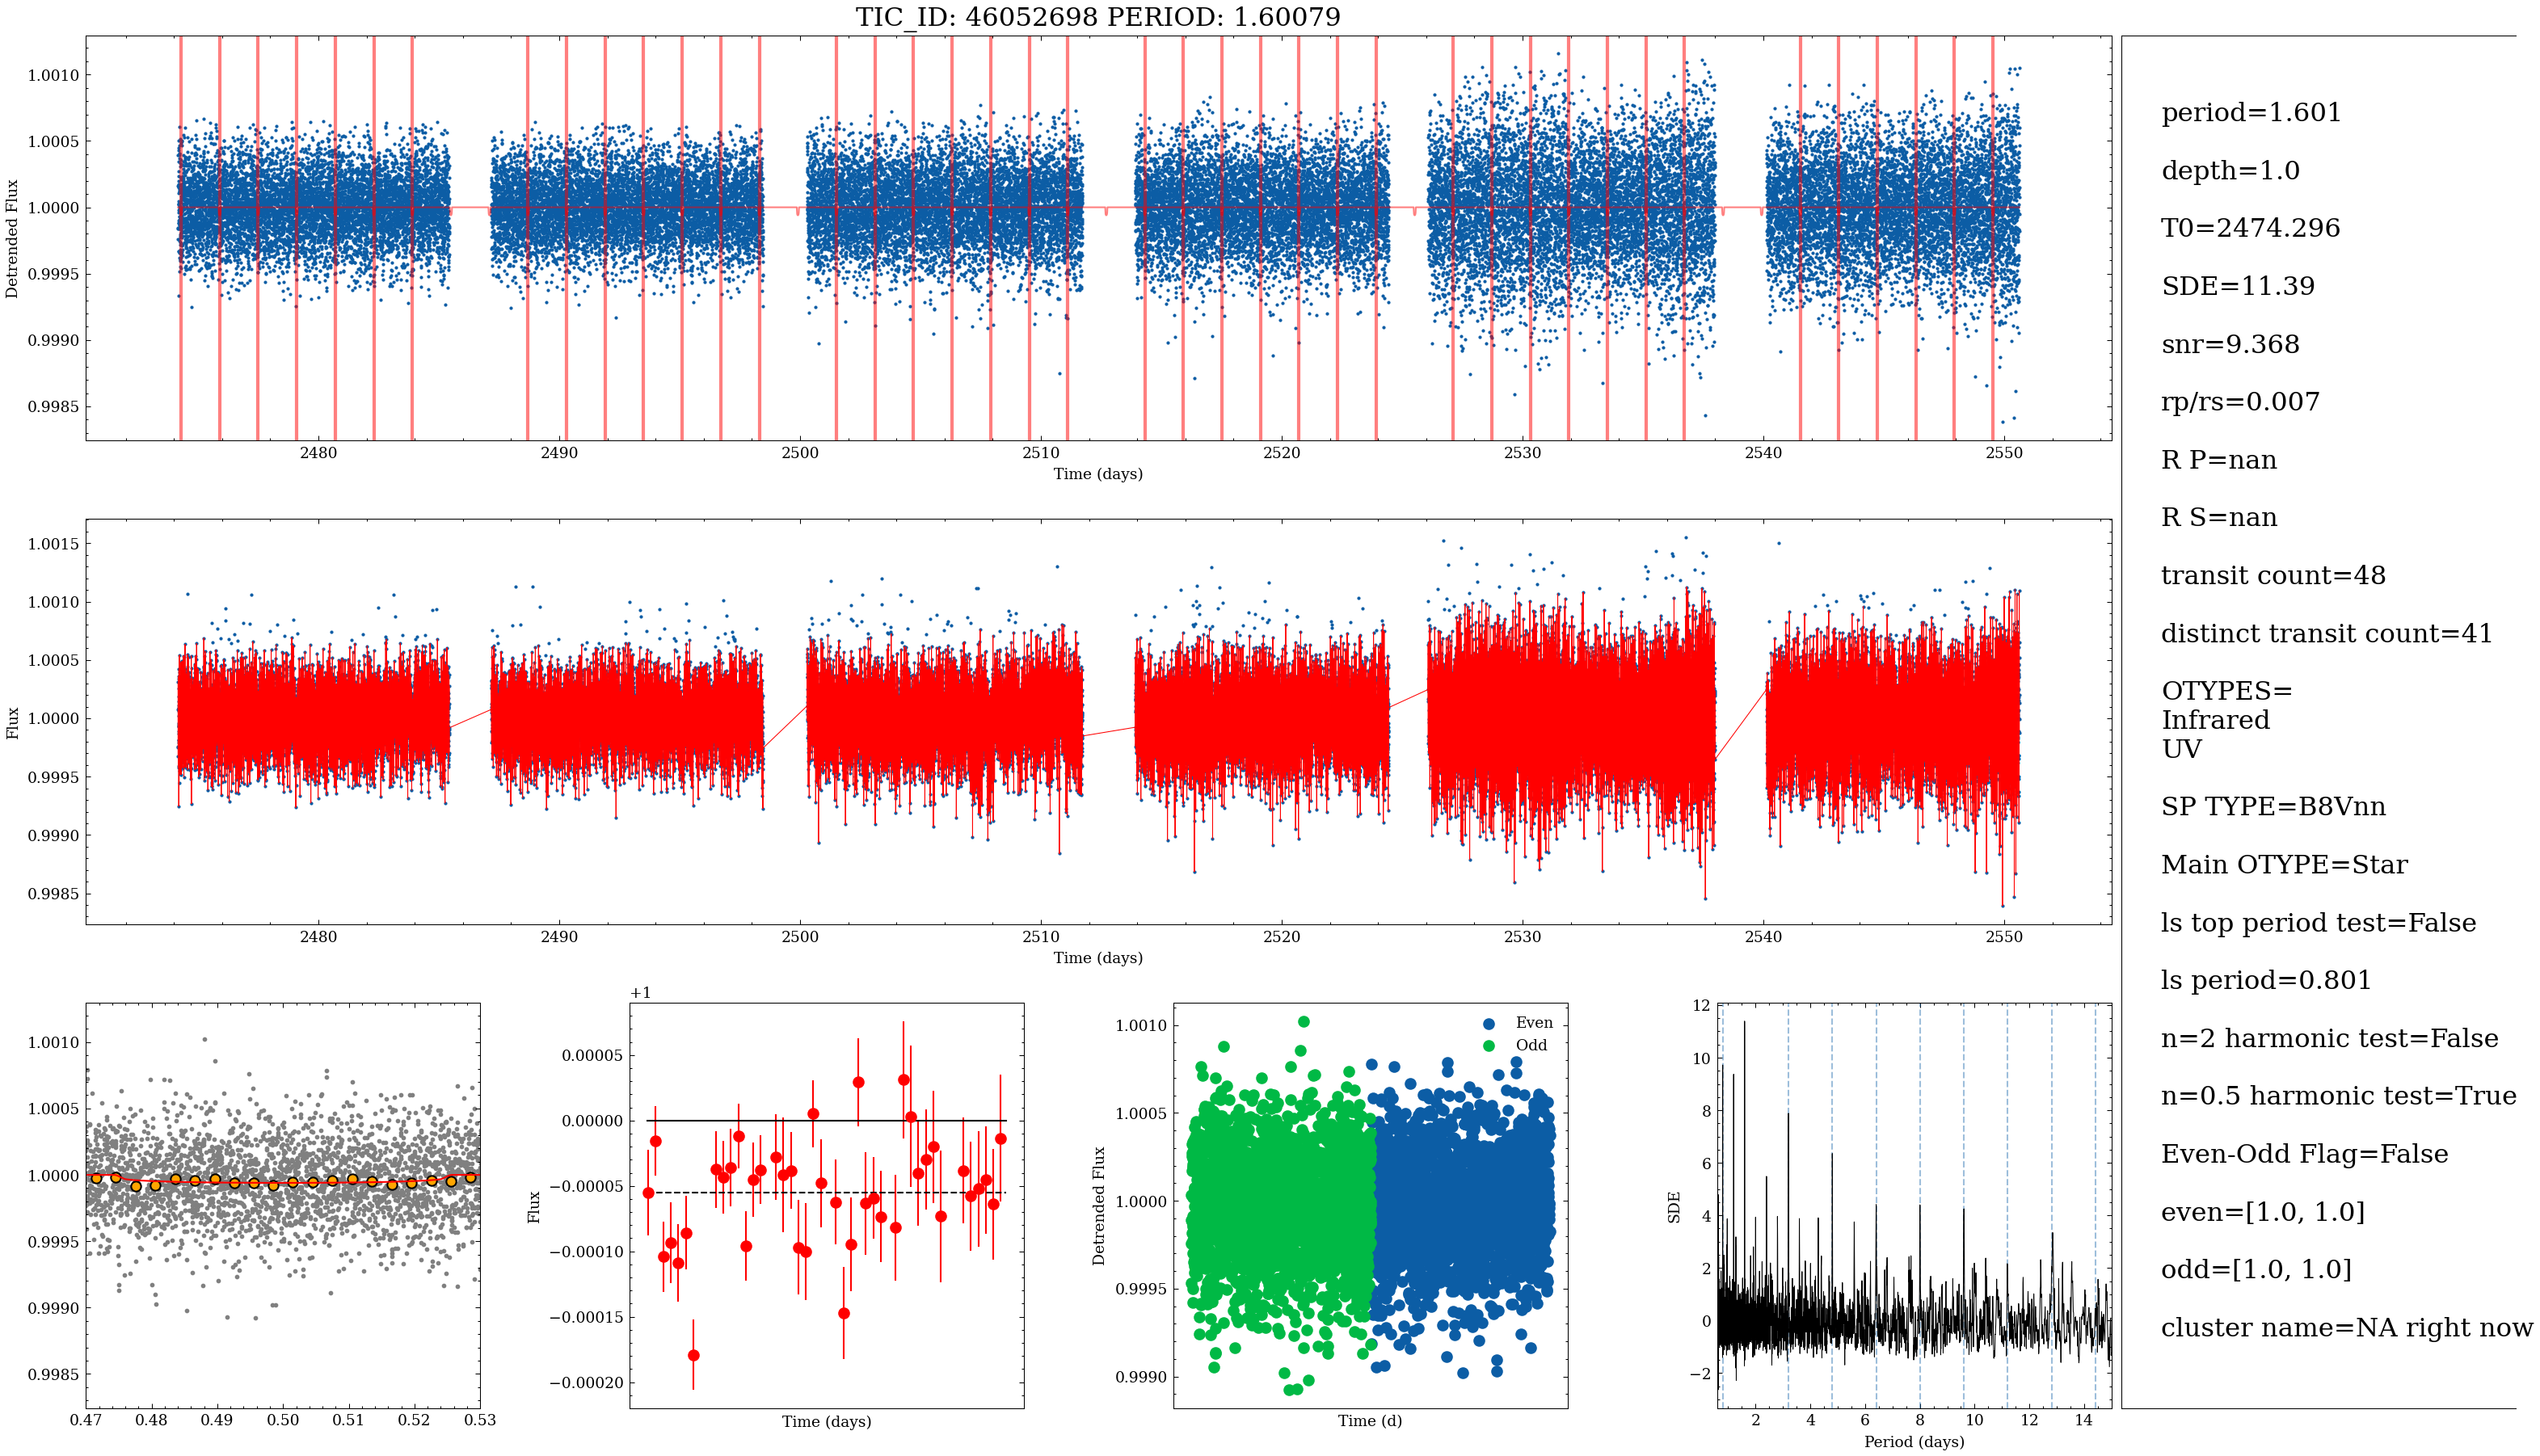 TIC_ID: 46052698 PERIOD: 1.60079
Detrended Flux
1.0010
1.0005
1.0000
0.9995
0.9990
0.9985
2480
2490
2500
2510
2520
2530
2540
2550
Time (days)
Flux
1.0015
1.0010
1.0005
1.0000
0.9995
0.9990
0.9985
2480
2490
2500
2510
2520
2530
2540
2550
Time (days)
1.0010
1.0005
1.0000
0.9995
0.9990
0.9985
0.47
0.48
0.49
0.50
0.51
0.52
0.53
+1
Flux
0.00005
0.00000
−0.00005
−0.00010
−0.00015
−0.00020
Time (days)
Detrended Flux
1.0010
1.0005
1.0000
0.9995
0.9990
Even
Odd
Time (d)
SDE
12
10
8
6
4
2
0
−2
2
4
6
8
10
12
14
Period (days)
period=1.601
depth=1.0
T0=2474.296
SDE=11.39
snr=9.368
rp/rs=0.007
R P=nan
R S=nan
transit count=48
distinct transit count=41
OTYPES=
Infrared
UV
SP TYPE=B8Vnn
Main OTYPE=Star
ls top period test=False
ls period=0.801
n=2 harmonic test=False
n=0.5 harmonic test=True
Even-Odd Flag=False
even=[1.0, 1.0]
odd=[1.0, 1.0]
cluster name=NA right now